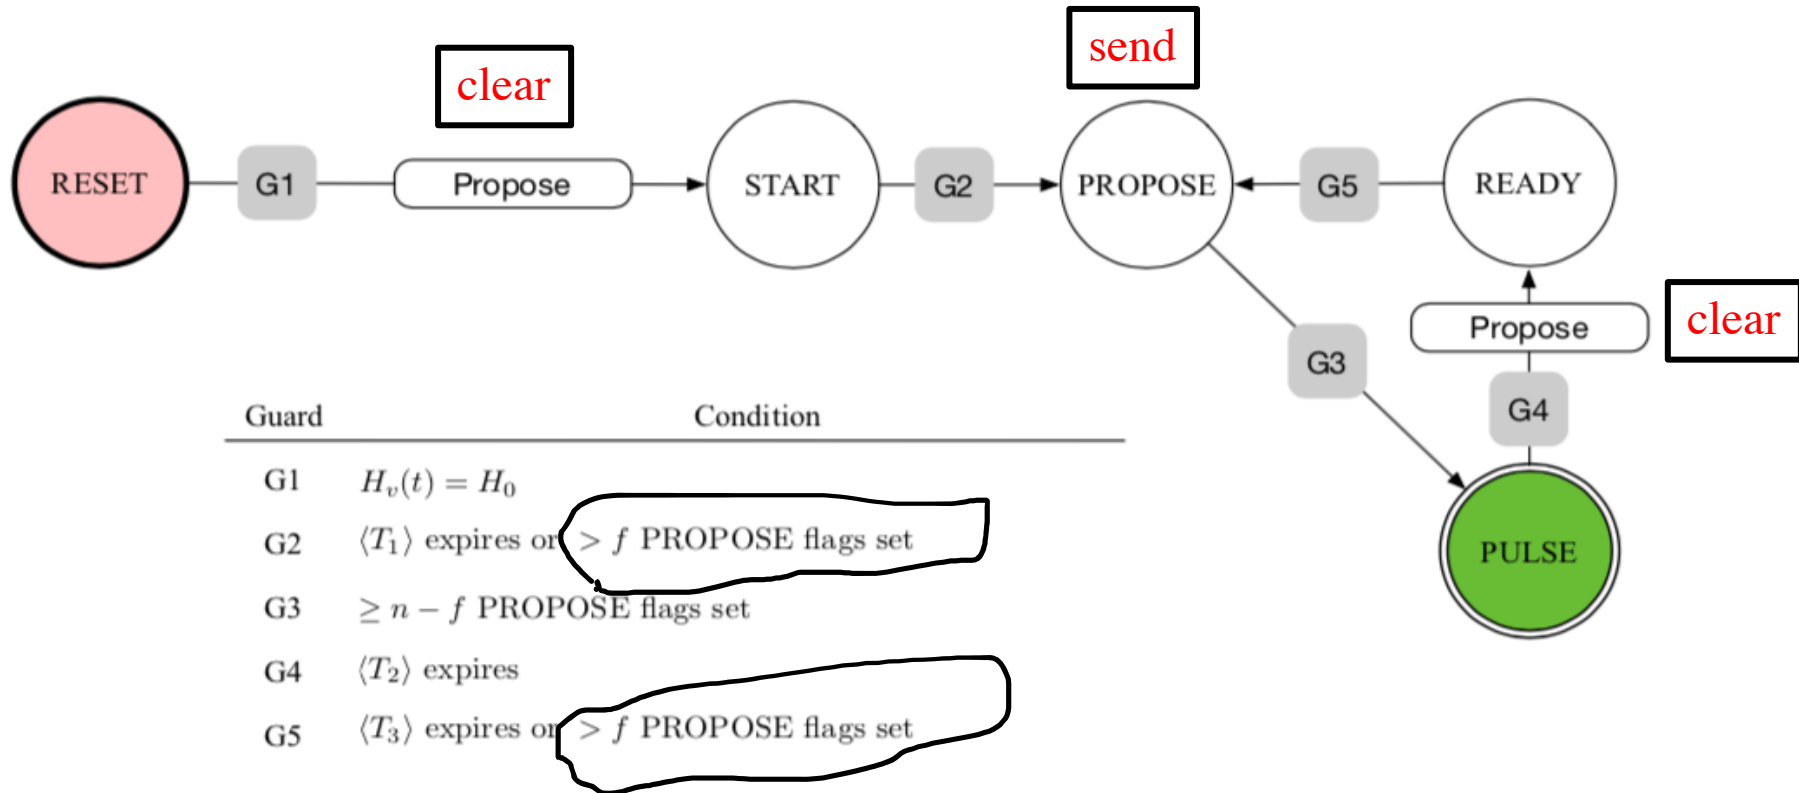 send
clear
RESET G1 Propose START G2 PROPOSE G5 READY
Propose clear
G3
G4
Guard Condition
G1 H_v(t) = H_0
G2 ⟨T_1⟩ expires or > f PROPOSE flags set
G3 ≥ n − f PROPOSE flags set
PULSE
G4 ⟨T_2⟩ expires
G5 ⟨T_3⟩ expires or > f PROPOSE flags set